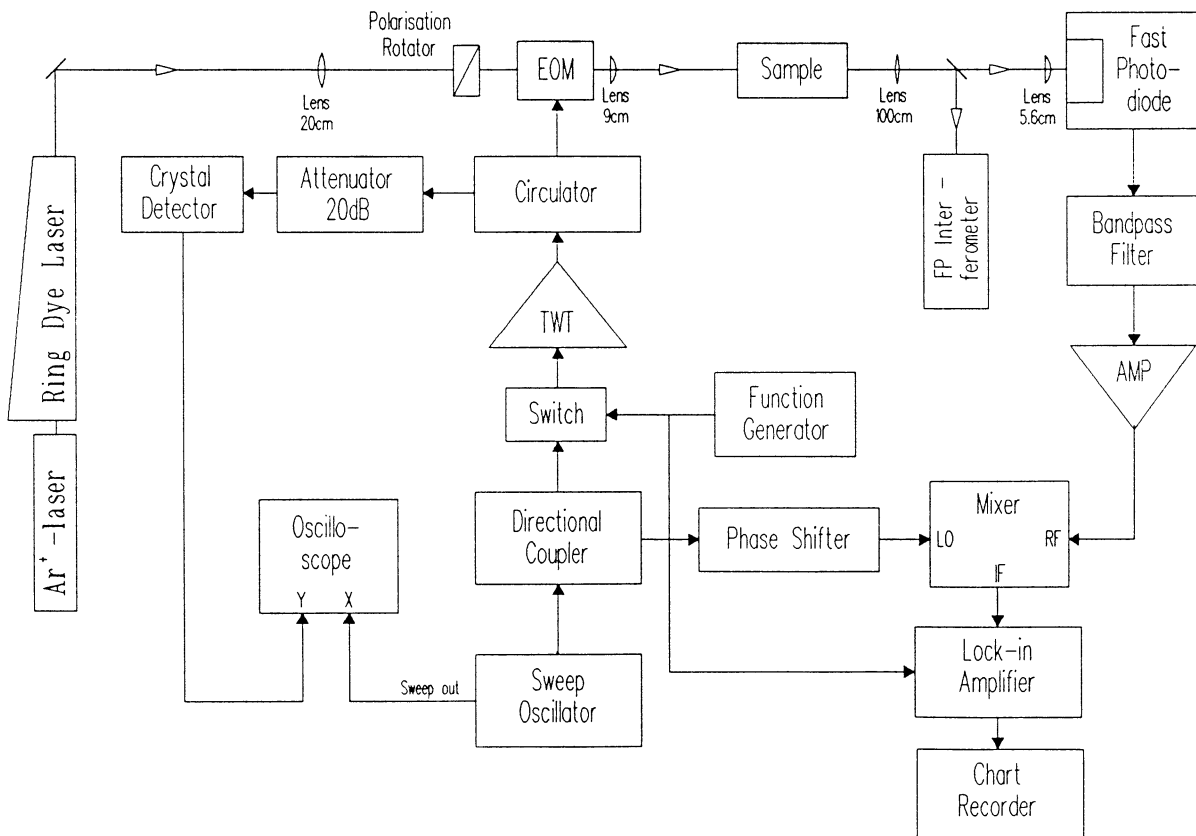 Polarisation
Rotator
EOM
Sample
Fast
Photo-
diode
Lens
20cm
Lens
9cm
Lens
100cm
Lens
5.6cm
Crystal
Detector
Attenuator
20dB
Circulator
FP Inter-
ferometer
Bandpass
Filter
Ring Dye Laser
TWT
AMP
Switch
Function
Generator
Ar+-laser
Oscillo-
scope
Y X
Directional
Coupler
Phase Shifter
Mixer
LO RF
IF
Sweep out
Sweep
Oscillator
Lock-in
Amplifier
Chart
Recorder